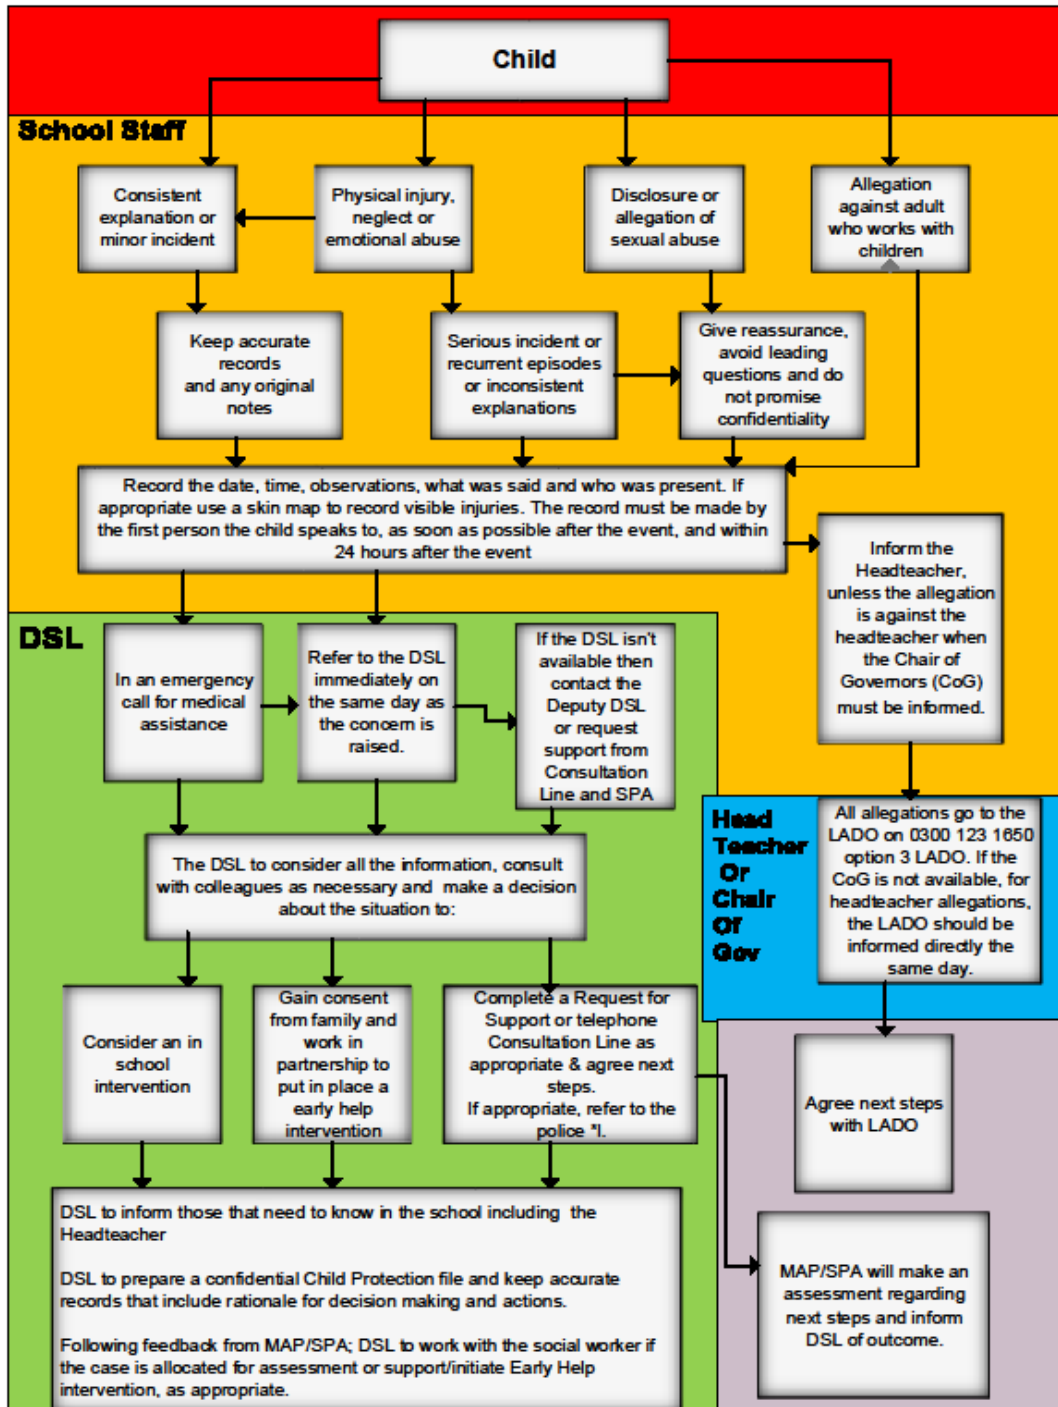 Child
School Staff
Consistent
explanation or
minor incident
Physical injury,
neglect or
emotional abuse
Disclosure or
allegation of
sexual abuse
Allegation
against adult
who works with
children
Keep accurate
records
and any original
notes
Serious incident or
recurrent episodes
or inconsistent
explanations
Give reassurance,
avoid leading
questions and do
not promise
confidentiality
Record the date, time, observations, what was said and who was present. If
appropriate use a skin map to record visible injuries. The record must be made by
the first person the child speaks to, as soon as possible after the event, and within
24 hours after the event
Inform the
Headteacher,
unless the allegation
is against the
headteacher when
the Chair of
Governors (CoG)
must be informed.
DSL
In an emergency
call for medical
assistance
Refer to the DSL
immediately on
the same day as
the concern is
raised.
If the DSL isn't
available then
contact the
Deputy DSL
or request
support from
Consultation
Line and SPA
Head
Teacher
Or
Chair
Of
Gov
All allegations go to the
LADO on 0300 123 1650
option 3 LADO. If the
CoG is not available, for
headteacher allegations,
the LADO should be
informed directly the
same day.
The DSL to consider all the information, consult
with colleagues as necessary and make a decision
about the situation to:
Consider an in
school
intervention
Gain consent
from family and
work in
partnership to
put in place a
early help
intervention
Complete a Request for
Support or telephone
Consultation Line as
appropriate & agree next
steps.
If appropriate, refer to the
police *l.
Agree next steps
with LADO
DSL to inform those that need to know in the school including the
Headteacher
DSL to prepare a confidential Child Protection file and keep accurate
records that include rationale for decision making and actions.
Following feedback from MAP/SPA; DSL to work with the social worker if
the case is allocated for assessment or support/initiate Early Help
intervention, as appropriate.
MAP/SPA will make an
assessment regarding
next steps and inform
DSL of outcome.